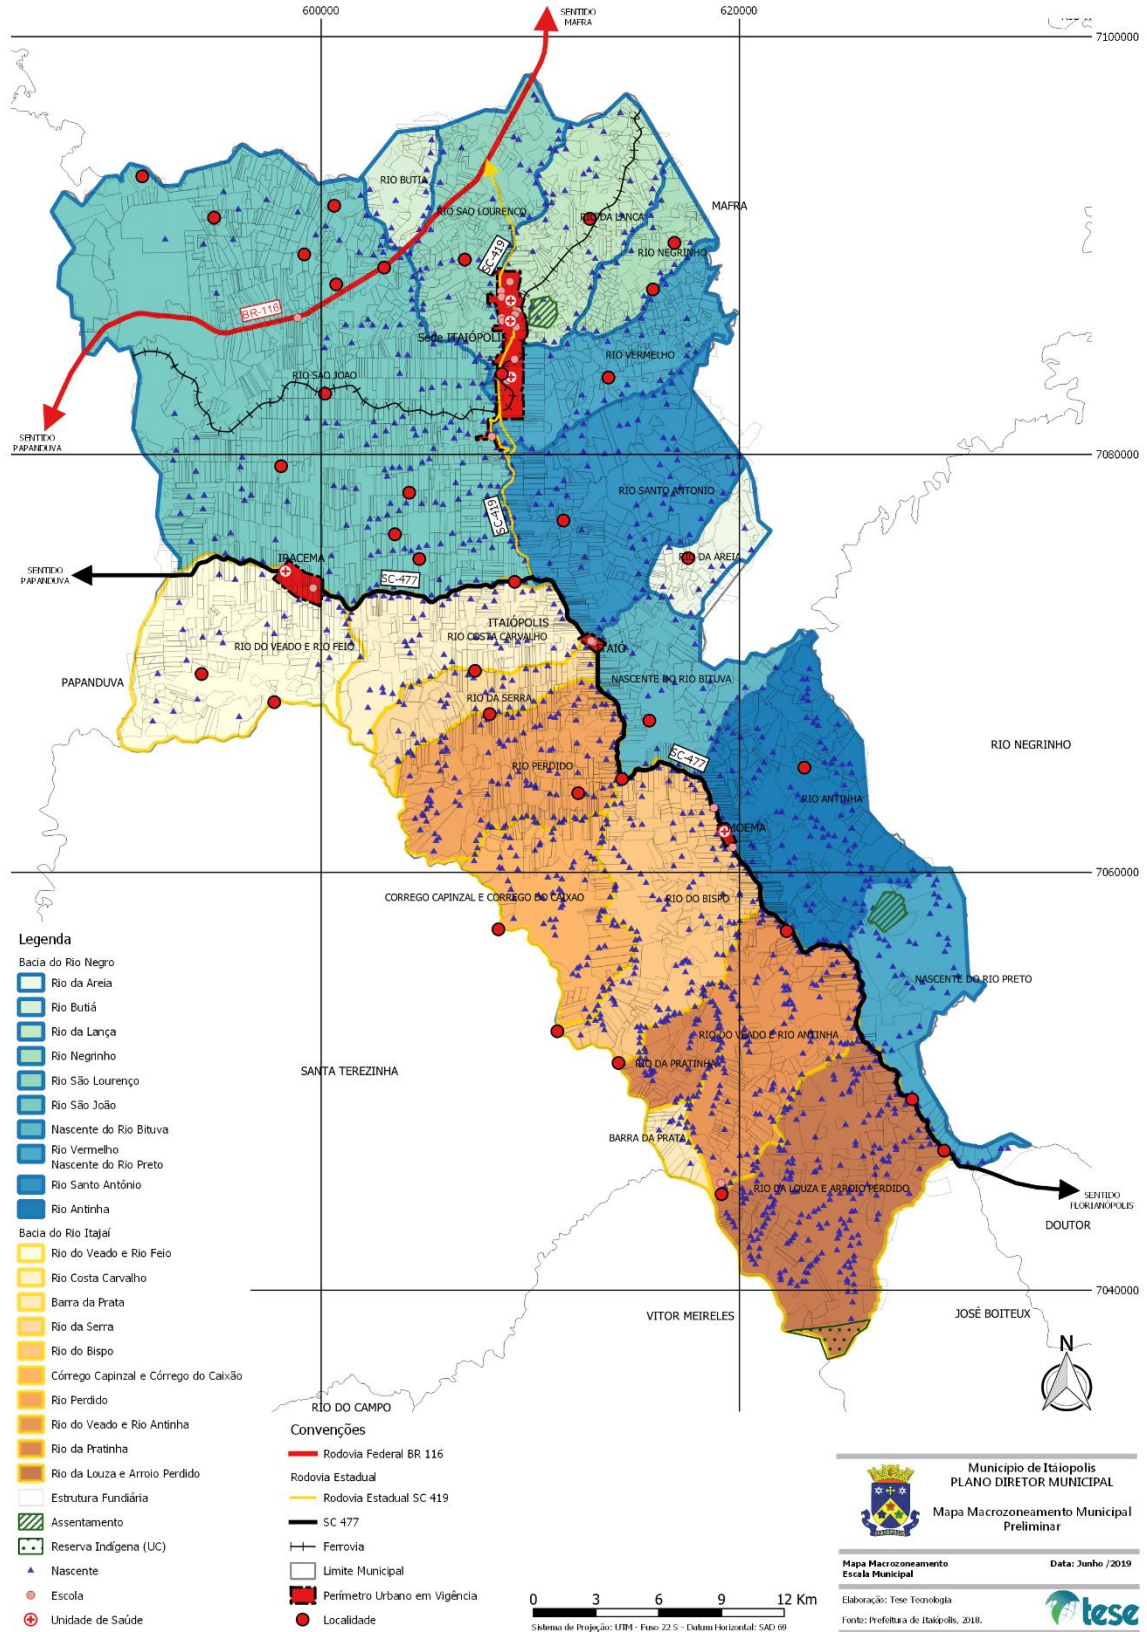 600000
620000
SENTIDO
MAFRA
7100000
RIO BUTIA
RIO SAO LOURENCO
RIO DA LANCA
MAFRA
RIO NEGRINHO
SC-419
BR-116
Sede ITAIÓPOLIS
RIO VERMELHO
RIO SAO JOAO
SENTIDO
PAPANDUVA
7080000
RIO SANTO ANTONIO
SC-419
IRACEMA
RIO DA AREIA
SENTIDO
PAPANDUVA
SC-477
ITAIÓPOLIS
RIO COSTA CARVALHO
RIO DO VEADO E RIO FEIO
ITAIÓ
PAPANDUVA
NASCENTE DO RIO BITUVA
RIO DA SERRA
RIO NEGRINHO
SC-477
RIO PERDIDO
RIO ANTINHA
MOEMA
7060000
CORREGO CAPINZAL E CORREGO DO CAIXAO
RIO DO BISPO
NASCENTE DO RIO PRETO
RIO DO VEADO E RIO ANTINHA
SANTA TEREZINHA
RIO DA PRATINHA
BARRA DA PRATA
RIO DA LOUZA E ARROIO PERDIDO
SENTIDO
FLORIANÓPOLIS
DOUTOR
7040000
VITOR MEIRELES
JOSÉ BOITEUX
N
RIO DO CAMPO
Legenda
Bacia do Rio Negro
Rio da Areia
Rio Butiá
Rio da Lança
Rio Negrinho
Rio São Lourenço
Rio São João
Nascente do Rio Bituva
Rio Vermelho
Nascente do Rio Preto
Rio Santo Antônio
Rio Antinha
Bacia do Rio Itajaí
Rio do Veado e Rio Feio
Rio Costa Carvalho
Barra da Prata
Rio da Serra
Rio do Bispo
Córrego Capinzal e Córrego do Caixão
Rio Perdido
Rio do Veado e Rio Antinha
Rio da Pratinha
Rio da Louza e Arroio Perdido
Estrutura Fundiária
Assentamento
Reserva Indígena (UC)
Nascente
Escola
Unidade de Saúde
Convenções
Rodovia Federal BR 116
Rodovia Estadual
Rodovia Estadual SC 419
SC 477
Ferrovia
Limite Municipal
Perímetro Urbano em Vigência
Localidade
0 3 6 9 12 Km
Sistema de Projeção: UTM - Fuso 22 S - Datum Horizontal: SAD 69
Município de Itáiopolis
PLANO DIRETOR MUNICIPAL
Mapa Macrozoneamento Municipal
Preliminar
Mapa Macrozoneamento
Escala Municipal
Data: Junho /2019
Elaboração: Tese Tecnologia
Fonte: Prefeitura de Itaiópolis, 2018.
tese